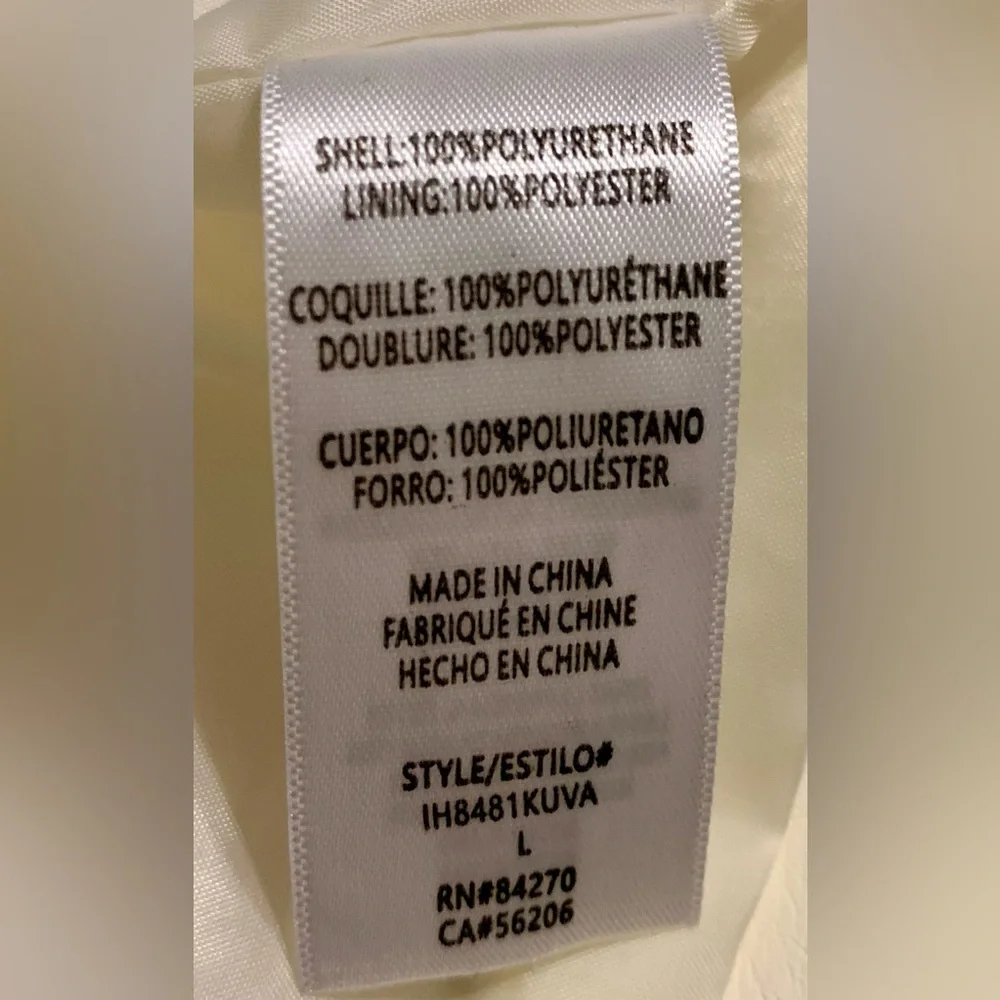 SHELL:100%POLYURETHANE
LINING:100%POLYESTER
COQUILLE: 100%POLYURÉTHANE
DOUBLURE: 100%POLYESTER
CUERPO: 100%POLIURETANO
FORRO: 100%POLIÉSTER
MADE IN CHINA
FABRIQUÉ EN CHINE
HECHO EN CHINA
STYLE/ESTILO#
IH8481KUVA
L
RN#84270
CA#56206